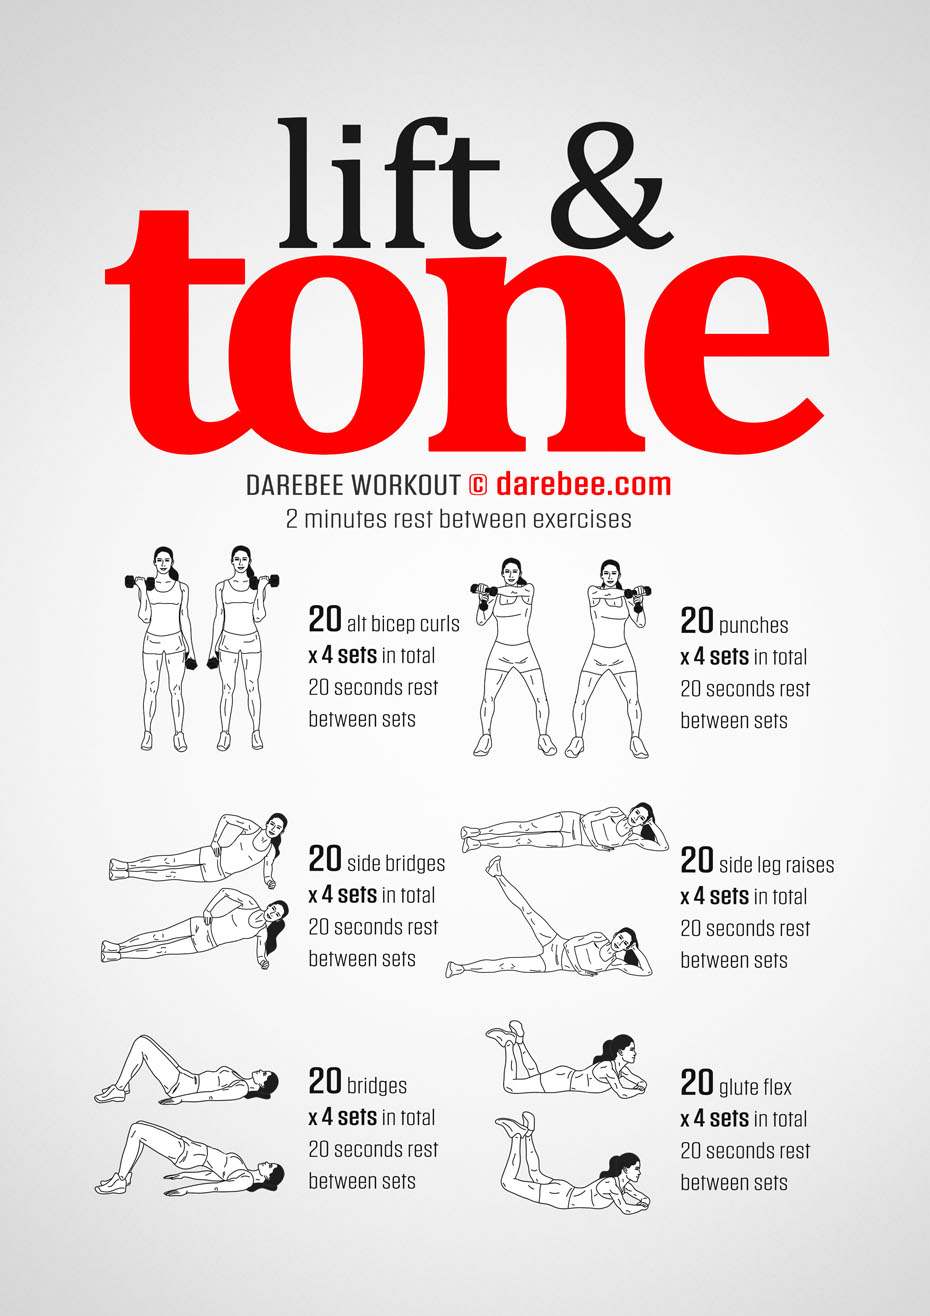 lift &
tone
DAREBEE WORKOUT © darebee.com
2 minutes rest between exercises
20 alt bicep curls
x 4 sets in total
20 seconds rest
between sets
20 punches
x 4 sets in total
20 seconds rest
between sets
20 side bridges
x 4 sets in total
20 seconds rest
between sets
20 side leg raises
x 4 sets in total
20 seconds rest
between sets
20 bridges
x 4 sets in total
20 seconds rest
between sets
20 glute flex
x 4 sets in total
20 seconds rest
between sets